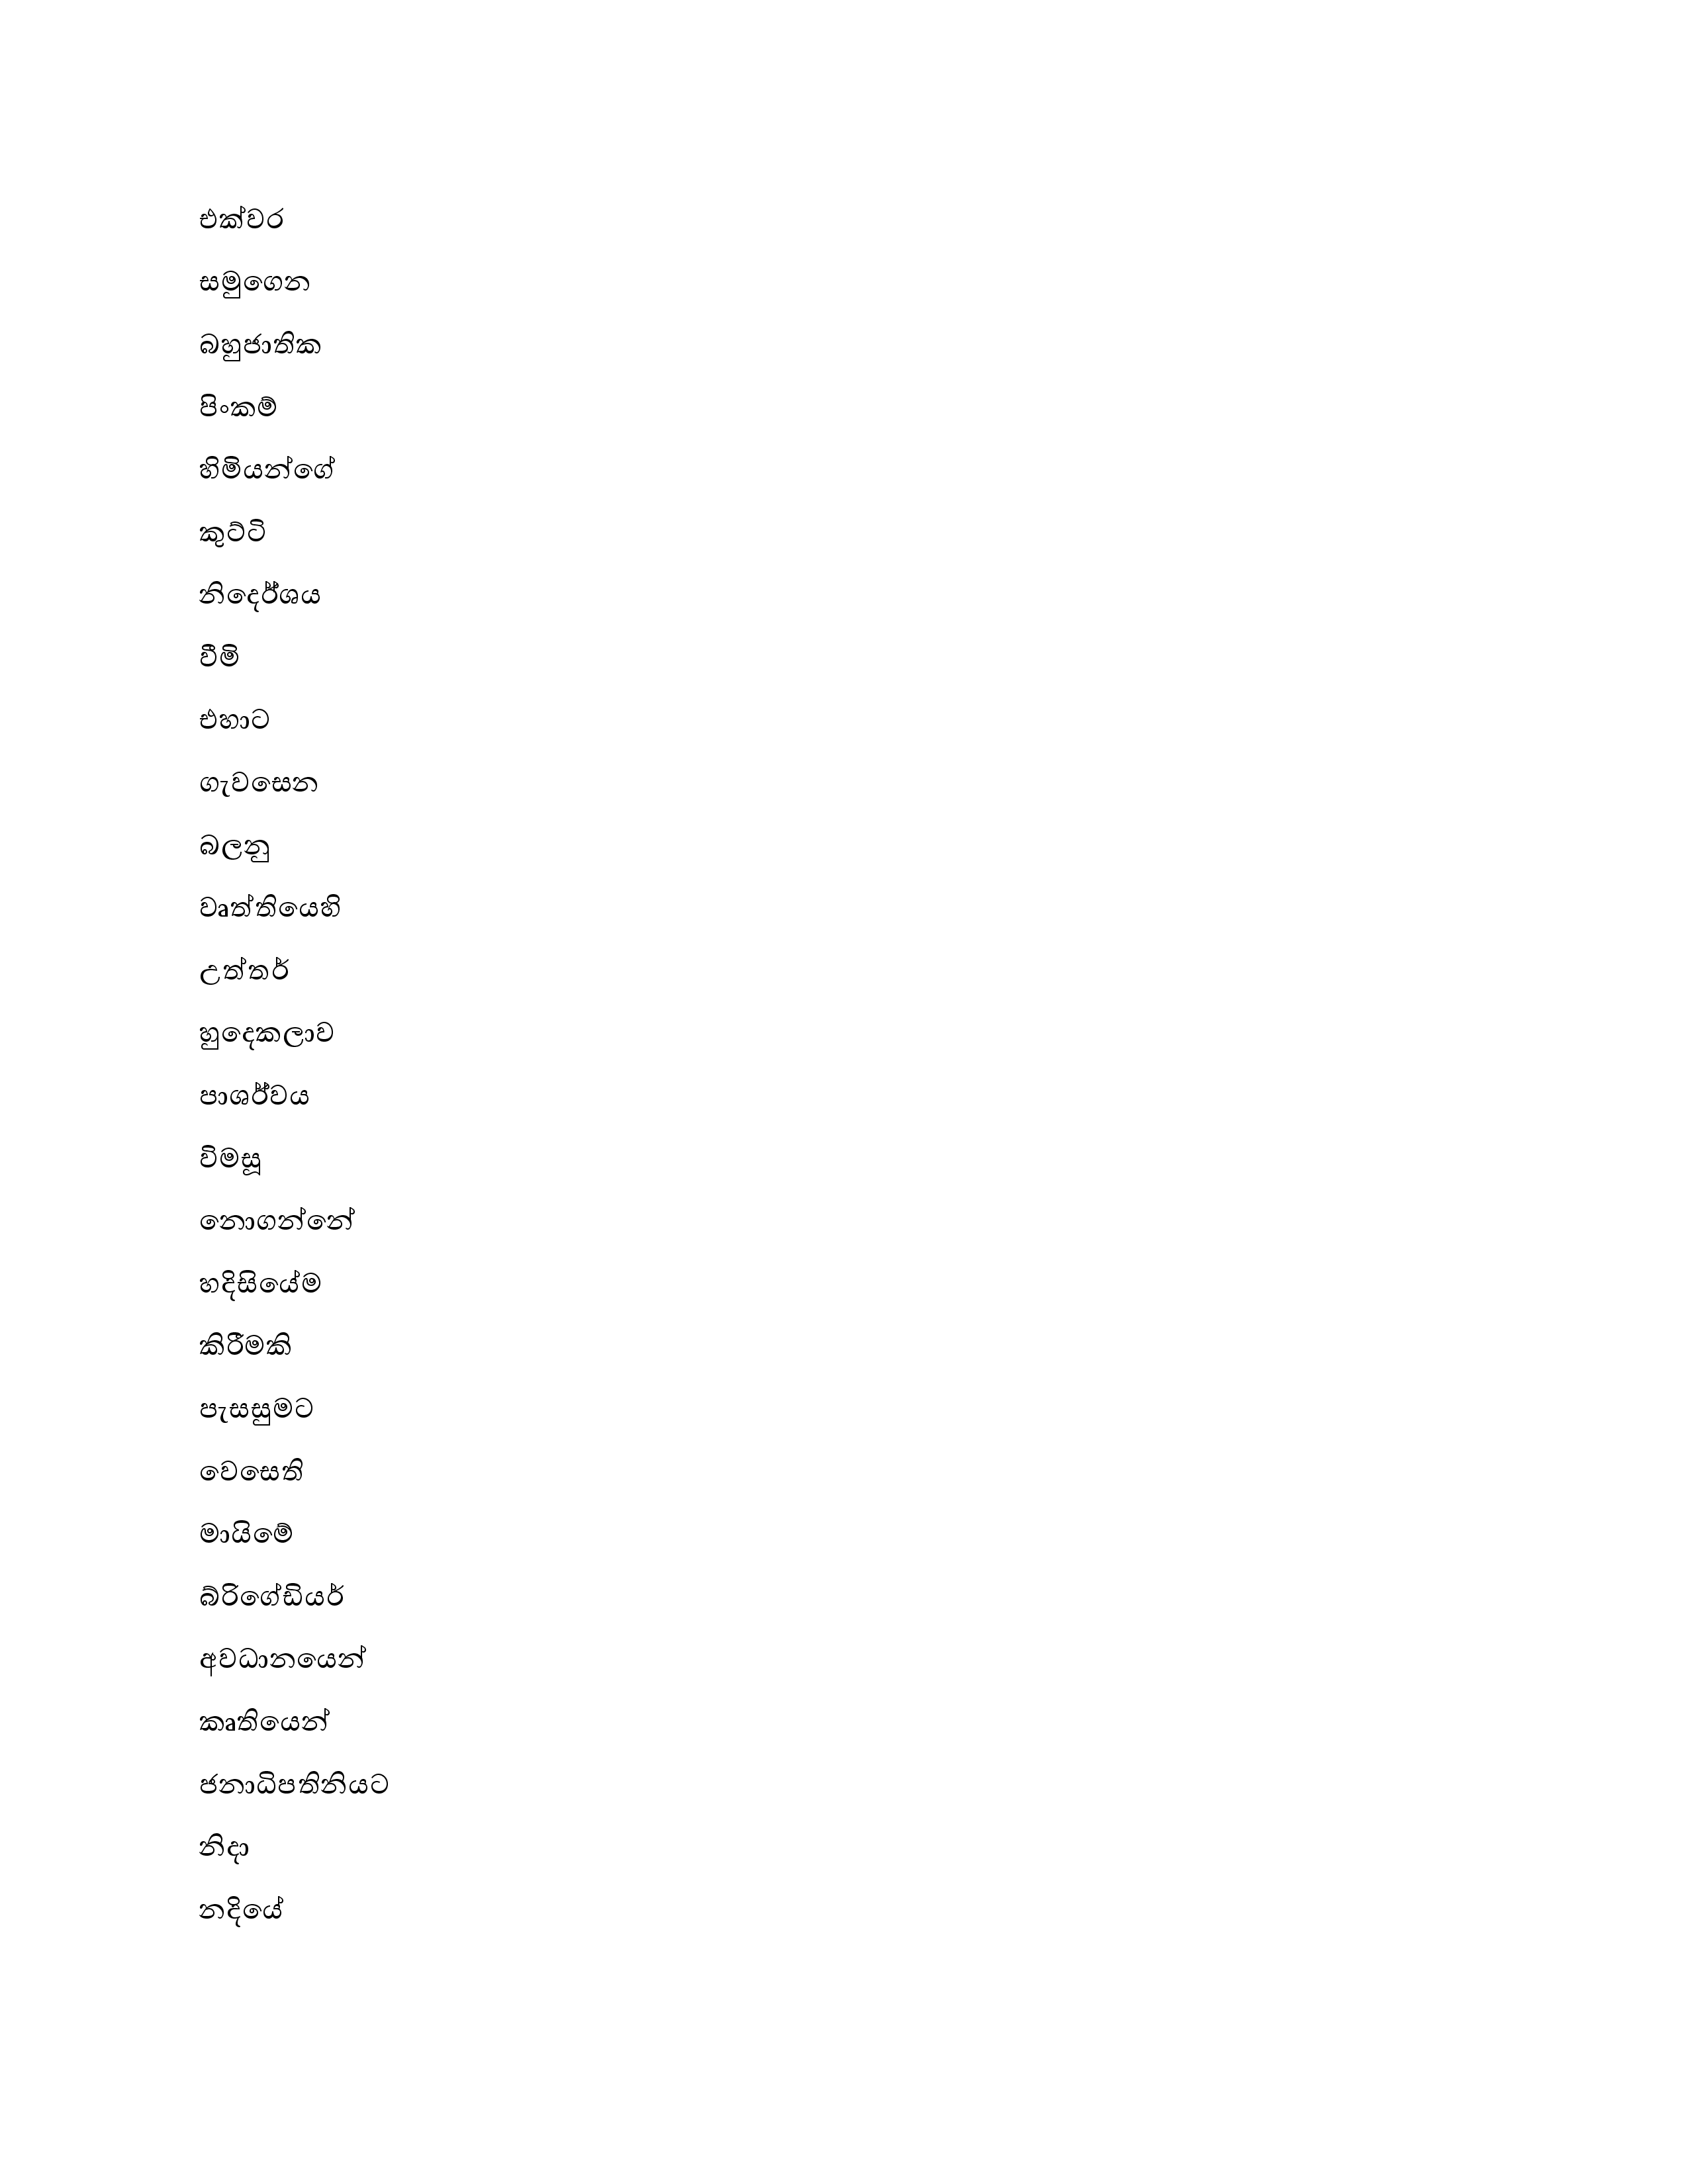 එක්වර
සමුගෙන
බහුජාතික
පිංකම්
හිමියන්ගේ
කුට්ටි
නිර්දෙශය
වීමි
එහාට
ගැවසෙන
බලනු
වෘත්තියෙහි
උත්තර්
හුදෙකලාව
පාර්ශ්වය
විමසූ
නොගන්නේ
හදිසියේම
කිරීමකි
පැසසුමට
වෙසෙති
මායිමේ
බ්රිගේඩියර්
අවධානයෙන්
කෘතියෙන්
ජනාධිපතිනියට
නිදා
නදියේ